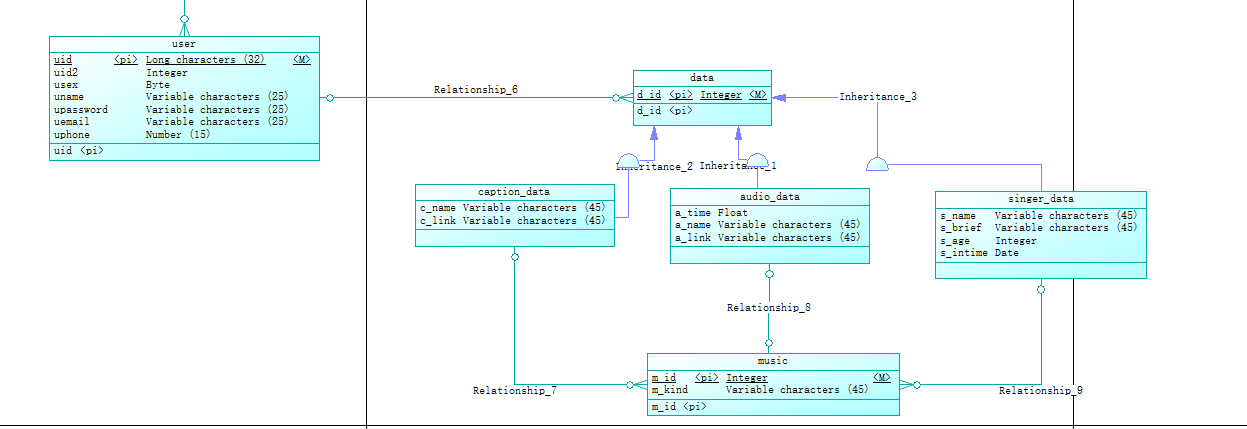 user
uid <pi> Long characters (32) <M>
uid2 Integer
usex Byte
uname Variable characters (25)
upassword Variable characters (25)
uemail Variable characters (25)
uphone Number (15)
uid <pi>
Relationship_6
data
d_id <pi> Integer <M>
d_id <pi>
Inheritance_3
Inheritance_2
Inheritance_1
caption_data
c_name Variable characters (45)
c_link Variable characters (45)
audio_data
a_time Float
a_name Variable characters (45)
a_link Variable characters (45)
singer_data
s_name Variable characters (45)
s_brief Variable characters (45)
s_age Integer
s_intime Date
Relationship_8
music
m_id <pi> Integer <M>
m_kind Variable characters (45)
m_id <pi>
Relationship_7
Relationship_9